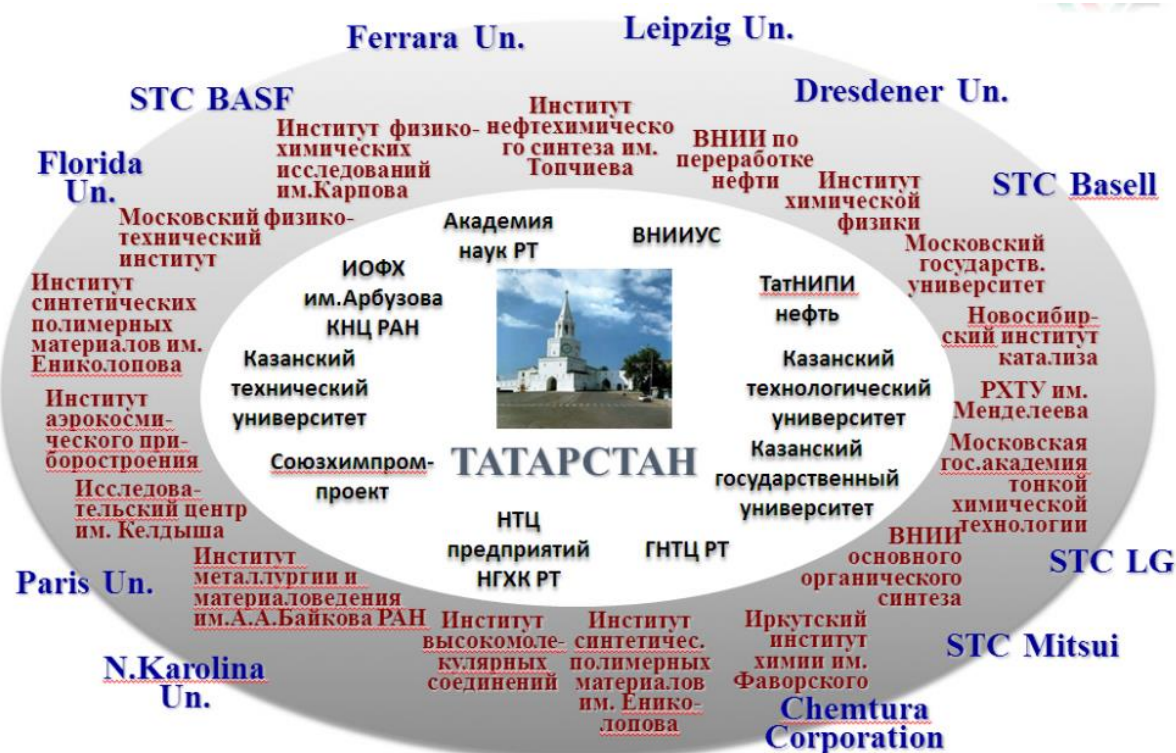 Ferrara Un.
Leipzig Un.
STC BASF
Dresdener Un.
Florida
Un.
STC Basell
Институт физико-
химических
исследований
им.Карпова
Институт
нефтехимическо
го синтеза им.
Топчиева
ВНИИ по
переработке
нефти
Институт
химической
физики
Московский физико-
технический
институт
Московский
государств.
университет
Институт
синтетических
полимерных
материалов им.
Ениколопова
Новосибир-
ский институт
катализа
Институт
аэрокосми-
ческого при-
боростроения
РХТУ им.
Менделеева
Исследова-
тельский центр
им. Келдыша
Московская
гос.академия
тонкой
химической
технологии
Институт
металлургии и
материаловедения
им.А.А.Байкова РАН
ВНИИ
основного
органического
синтеза
Институт
высокомоле-
кулярных
соединений
Институт
синтетичес.
полимерных
материалов
им. Енико-
лопова
Иркутский
институт
химии им.
Фаворского
Академия
наук РТ
ВНИИУС
ИОФХ
им.Арбузова
КНЦ РАН
ТатНИПИ
нефть
Казанский
технический
университет
Казанский
технологический
университет
Союзхимпром-
проект
ТАТАРСТАН
Казанский
государственный
университет
НТЦ
предприятий
НГХК РТ
ГНТЦ РТ
Paris Un.
STC LG
N.Karolina
Un.
STC Mitsui
Chemtura
Corporation